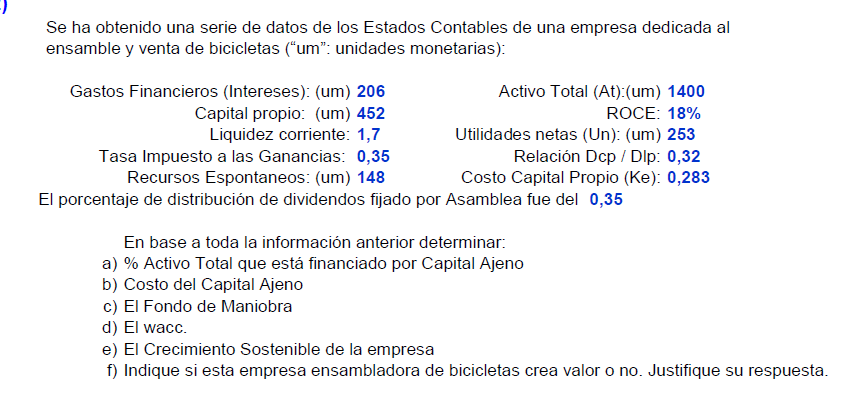 Se ha obtenido una serie de datos de los Estados Contables de una empresa dedicada al
ensamble y venta de bicicletas (“um”: unidades monetarias):
Gastos Financieros (Intereses): (um) 206 Activo Total (At):(um) 1400
Capital propio: (um) 452 ROCE: 18%
Liquidez corriente: 1,7 Utilidades netas (Un): (um) 253
Tasa Impuesto a las Ganancias: 0,35 Relación Dcp / Dlp: 0,32
Recursos Espontaneos: (um) 148 Costo Capital Propio (Ke): 0,283
El porcentaje de distribución de dividendos fijado por Asamblea fue del 0,35
En base a toda la información anterior determinar:
a) % Activo Total que está financiado por Capital Ajeno
b) Costo del Capital Ajeno
c) El Fondo de Maniobra
d) El wacc.
e) El Crecimiento Sostenible de la empresa
f) Indique si esta empresa ensambladora de bicicletas crea valor o no. Justifique su respuesta.